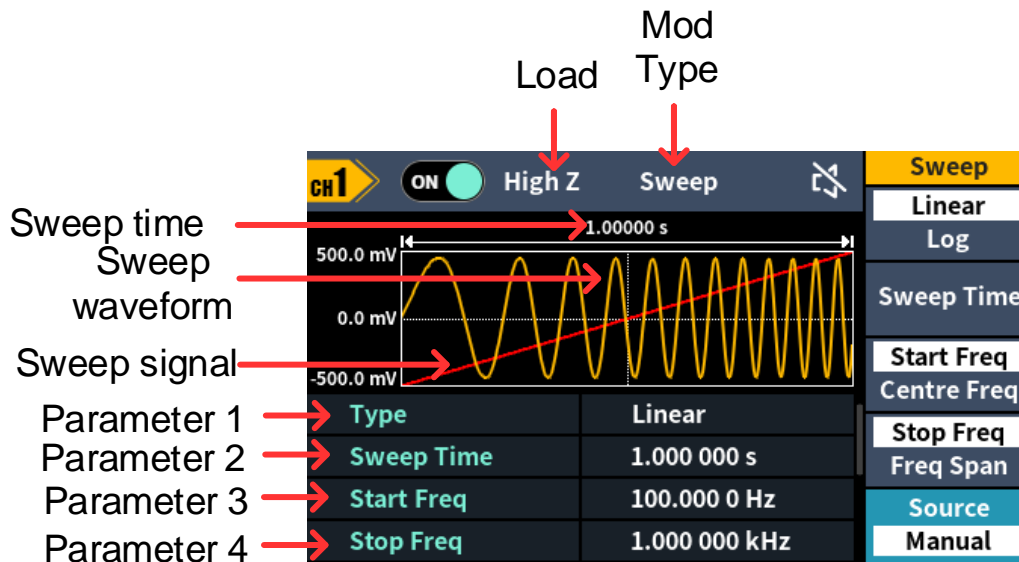 Mod
Type
Load
CH1 ON High Z Sweep
Sweep
Linear
Log
Sweep Time
Start Freq
Centre Freq
Stop Freq
Freq Span
Source
Manual
Sweep time
1.00000 s
500.0 mV
Sweep
waveform
0.0 mV
Sweep signal
-500.0 mV
Parameter 1 Type Linear
Parameter 2 Sweep Time 1.000 000 s
Parameter 3 Start Freq 100.000 0 Hz
Parameter 4 Stop Freq 1.000 000 kHz